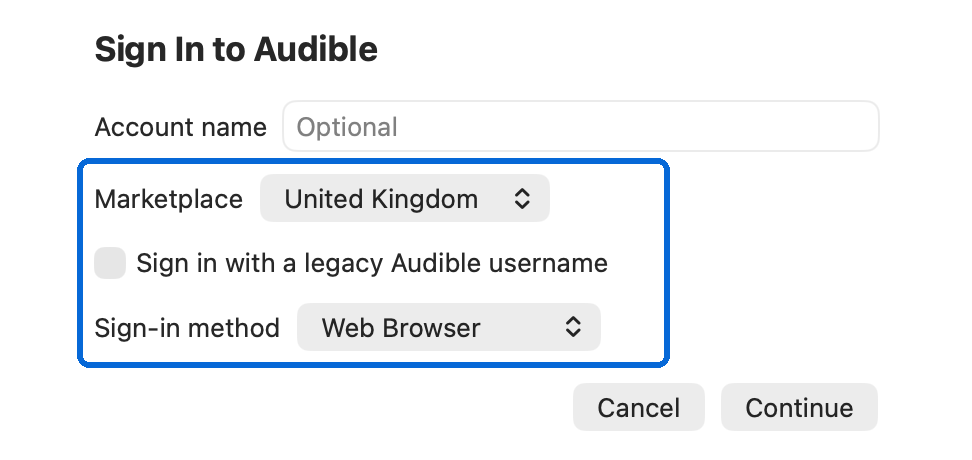 Sign In to Audible
Account name Optional
Marketplace United Kingdom
Sign in with a legacy Audible username
Sign-in method Web Browser
Cancel Continue